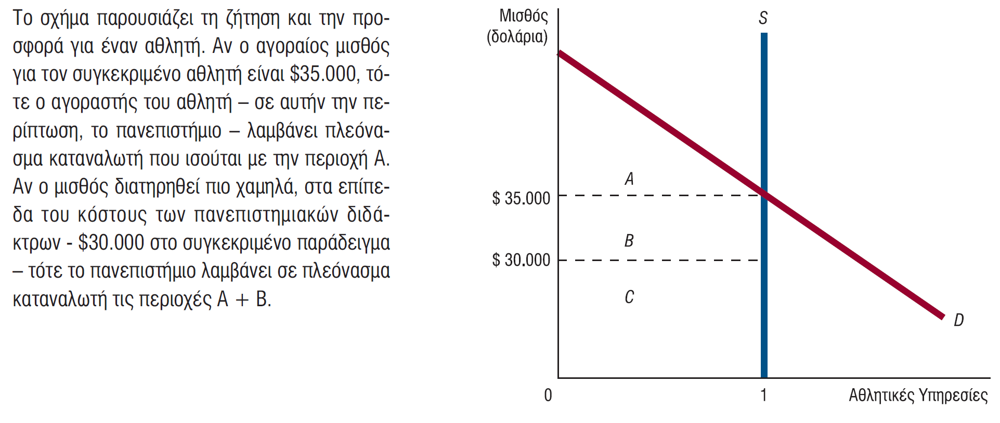 Το σχήμα παρουσιάζει τη ζήτηση και την προ-
σφορά για έναν αθλητή. Αν ο αγοραίος μισθός
για τον συγκεκριμένο αθλητή είναι $35.000, τό-
τε ο αγοραστής του αθλητή – σε αυτήν την πε-
ρίπτωση, το πανεπιστήμιο – λαμβάνει πλεόνα-
σμα καταναλωτή που ισούται με την περιοχή Α.
Αν ο μισθός διατηρηθεί πιο χαμηλά, στα επίπε-
δα του κόστους των πανεπιστημιακών διδά-
κτρων - $30.000 στο συγκεκριμένο παράδειγμα
– τότε το πανεπιστήμιο λαμβάνει σε πλεόνασμα
καταναλωτή τις περιοχές Α + Β.
Μισθός
(δολάρια)
S
A
$ 35.000
B
$ 30.000
C
D
0
1
Αθλητικές Υπηρεσίες